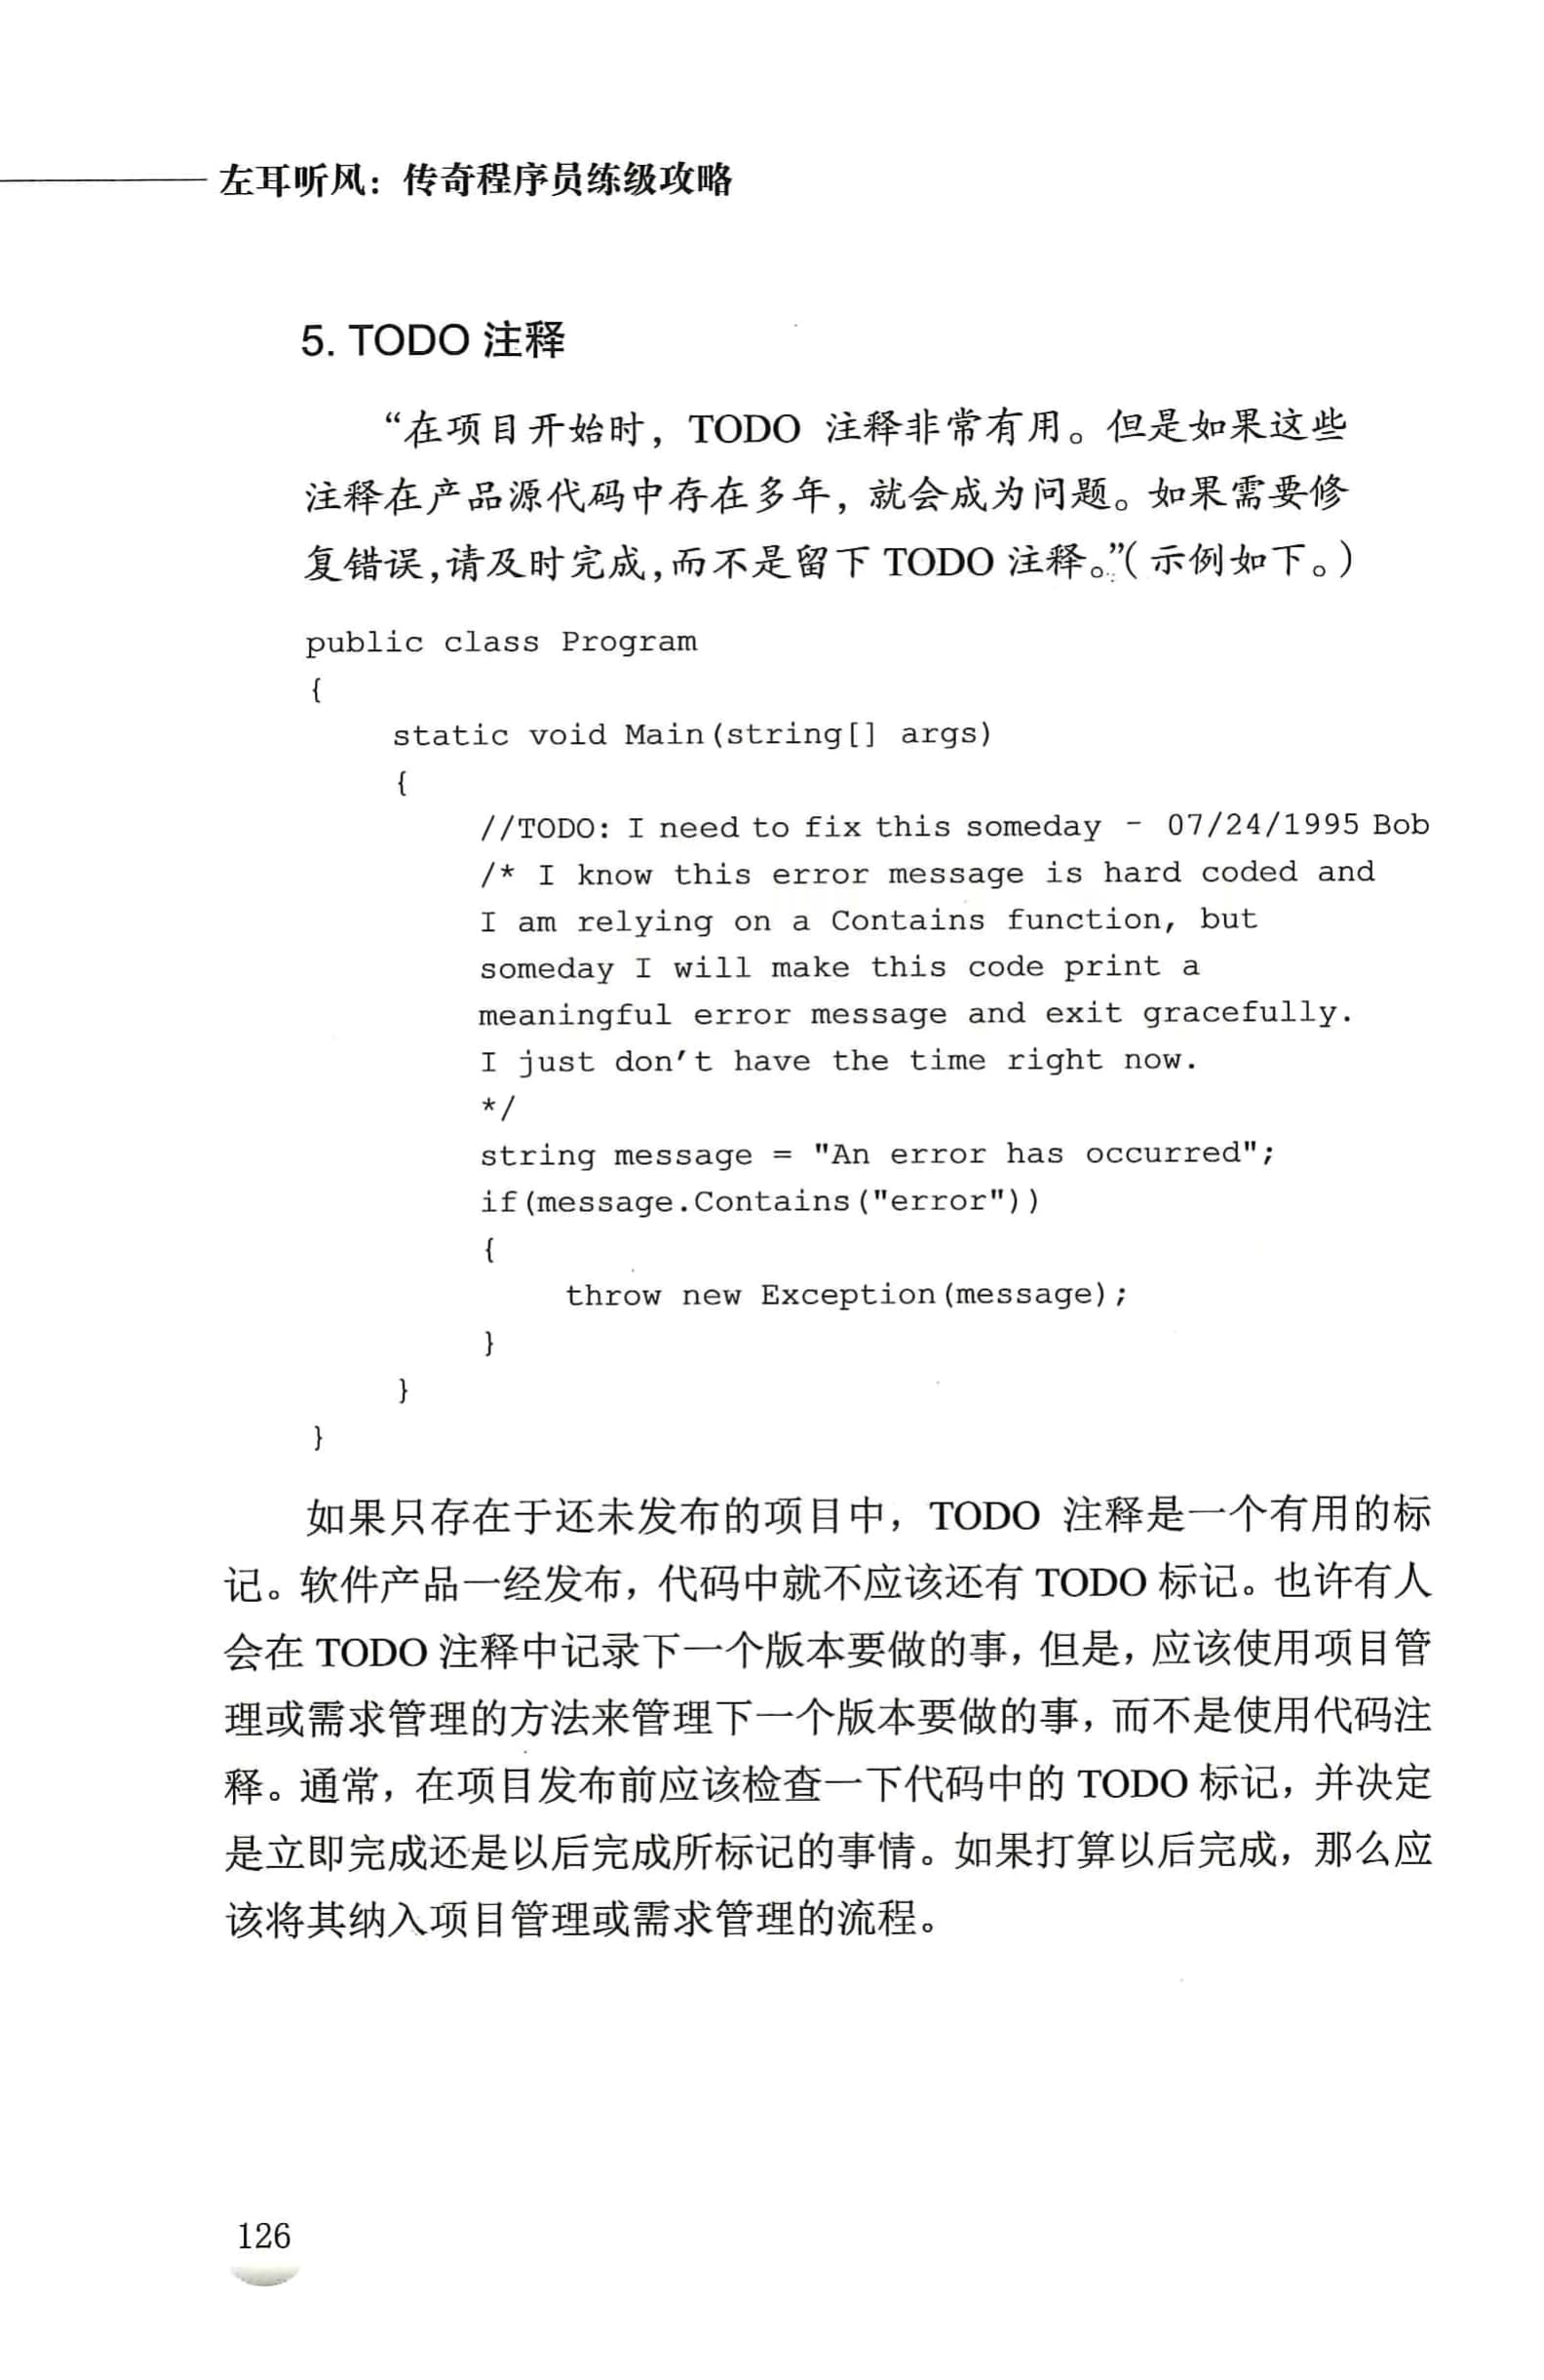 左耳听风：传奇程序员练级攻略
5. TODO 注释
“在项目开始时，TODO 注释非常有用。但是如果这些
注释在产品源代码中存在多年，就会成为问题。如果需要修
复错误，请及时完成，而不是留下 TODO 注释。”（示例如下。）
public class Program
{
    static void Main(string[] args)
    {
        //TODO: I need to fix this someday – 07/24/1995 Bob
        /* I know this error message is hard coded and
        I am relying on a Contains function, but
        someday I will make this code print a
        meaningful error message and exit gracefully.
        I just don’t have the time right now.
        */
        string message = "An error has occurred";
        if(message.Contains("error"))
        {
            throw new Exception(message);
        }
    }
}
如果只存在于还未发布的项目中，TODO 注释是一个有用的标
记。软件产品一经发布，代码中就不应该还有 TODO 标记。也许有人
会在 TODO 注释中记录下一个版本要做的事，但是，应该使用项目管
理或需求管理的方法来管理下一个版本要做的事，而不是使用代码注
释。通常，在项目发布前应该检查一下代码中的 TODO 标记，并决定
是立即完成还是以后完成所标记的事情。如果打算以后完成，那么应
该将其纳入项目管理或需求管理的流程。
126